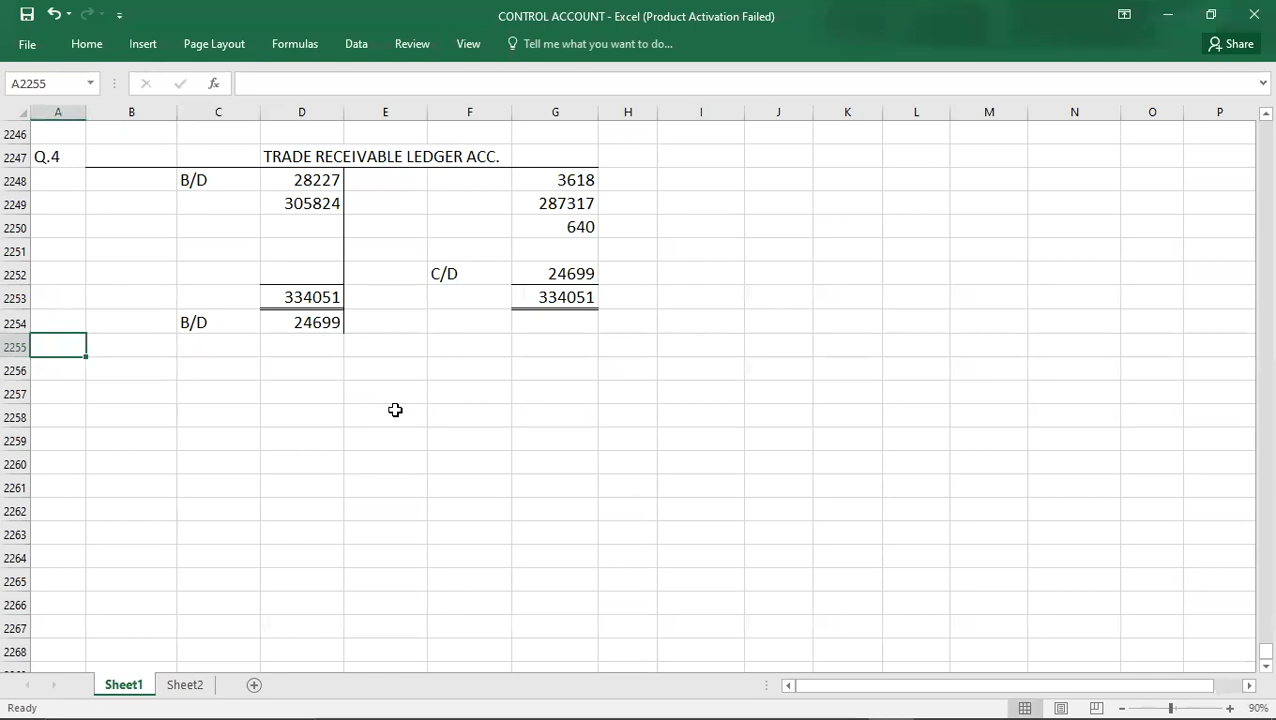 CONTROL ACCOUNT - Excel (Product Activation Failed)
File Home Insert Page Layout Formulas Data Review View Tell me what you want to do... Share
A2255 fx
A B C D E F G H I J K L M N O P
2246
2247 Q.4 TRADE RECEIVABLE LEDGER ACC.
2248 B/D 28227 3618
2249 305824 287317
2250 640
2251
2252 C/D 24699
2253 334051 334051
2254 B/D 24699
2255
2256
2257
2258
2259
2260
2261
2262
2263
2264
2265
2266
2267
2268
Sheet1 Sheet2
Ready 90%